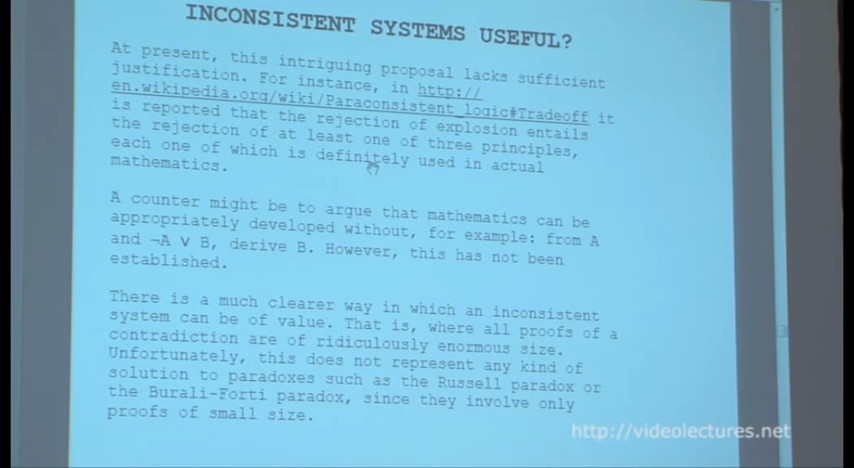 INCONSISTENT SYSTEMS USEFUL?
At present, this intriguing proposal lacks sufficient
justification. For instance, in http://
en.wikipedia.org/wiki/Paraconsistent_logic#Tradeoff it
is reported that the rejection of explosion entails
the rejection of at least one of three principles,
each one of which is definitely used in actual
mathematics.
A counter might be to argue that mathematics can be
appropriately developed without, for example: from A
and ¬A ∨ B, derive B. However, this has not been
established.
There is a much clearer way in which an inconsistent
system can be of value. That is, where all proofs of a
contradiction are of ridiculously enormous size.
Unfortunately, this does not represent any kind of
solution to paradoxes such as the Russell paradox or
the Burali-Forti paradox, since they involve only
proofs of small size.
http://videolectures.net